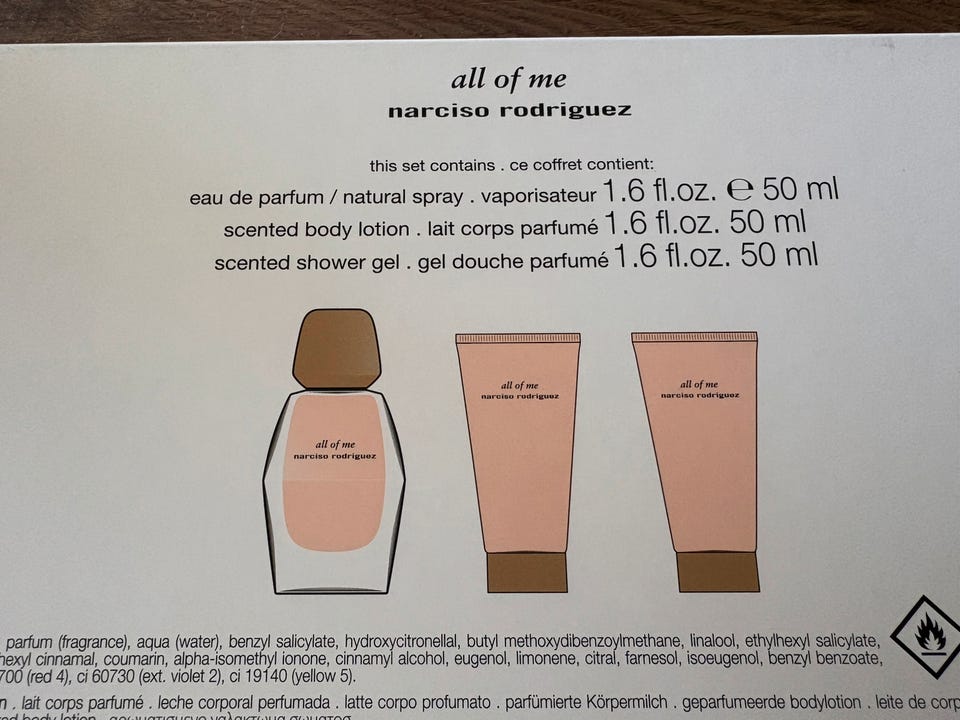 all of me
narciso rodriguez
this set contains . ce coffret contient:
eau de parfum / natural spray . vaporisateur 1.6 fl.oz. ℮ 50 ml
scented body lotion . lait corps parfumé 1.6 fl.oz. 50 ml
scented shower gel . gel douche parfumé 1.6 fl.oz. 50 ml
all of me
narciso rodriguez
all of me
narciso rodriguez
all of me
narciso rodriguez
parfum (fragrance), aqua (water), benzyl salicylate, hydroxycitronellal, butyl methoxydibenzoylmethane, linalool, ethylhexyl salicylate,
hexyl cinnamal, coumarin, alpha-isomethyl ionone, cinnamyl alcohol, eugenol, limonene, citral, farnesol, isoeugenol, benzyl benzoate,
700 (red 4), ci 60730 (ext. violet 2), ci 19140 (yellow 5).
. lait corps parfumé . leche corporal perfumada . latte corpo profumato . parfümierte Körpermilch . geparfumeerde bodylotion . leite de corp
body lotion . αρωματισμένο γαλάκτωμα σώματος